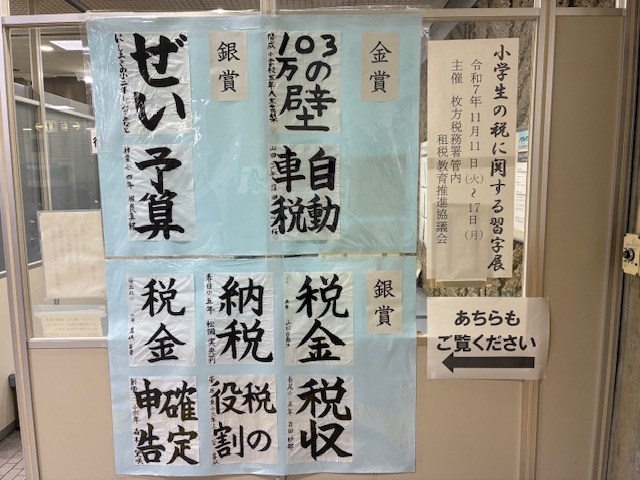 小学生の税に関する習字展
令和7年11月11日(火)~17日(月)
主催 枚方税務署管内
租税教育推進協議会
あちらも
ご覧ください
金賞
103
万の壁
自動
車税
銀賞
ぜい
予算
銀賞
税金
税収
納税
税の
役割
税金
確定
申告